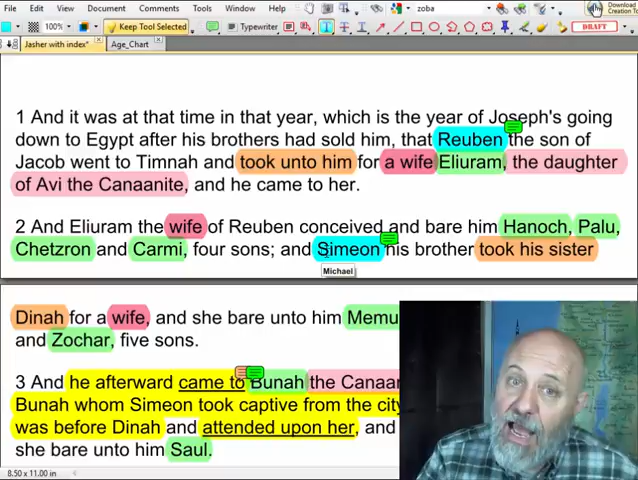 File Edit View Document Comments Tools Window Help zoba Download
Creation To
100% Keep Tool Selected Typewriter DRAFT
Jasher with index* Age_Chart
1 And it was at that time in that year, which is the year of Joseph's going
down to Egypt after his brothers had sold him, that Reuben the son of
Jacob went to Timnah and took unto him for a wife Eliuram, the daughter
of Avi the Canaanite, and he came to her.
2 And Eliuram the wife of Reuben conceived and bare him Hanoch, Palu,
Chetzron and Carmi, four sons; and Simeon his brother took his sister
Michael
Dinah for a wife, and she bare unto him Memu
and Zochar, five sons.
3 And he afterward came to Bunah the Canaan
Bunah whom Simeon took captive from the city
was before Dinah and attended upon her, and
she bare unto him Saul.
8.50 x 11.00 in